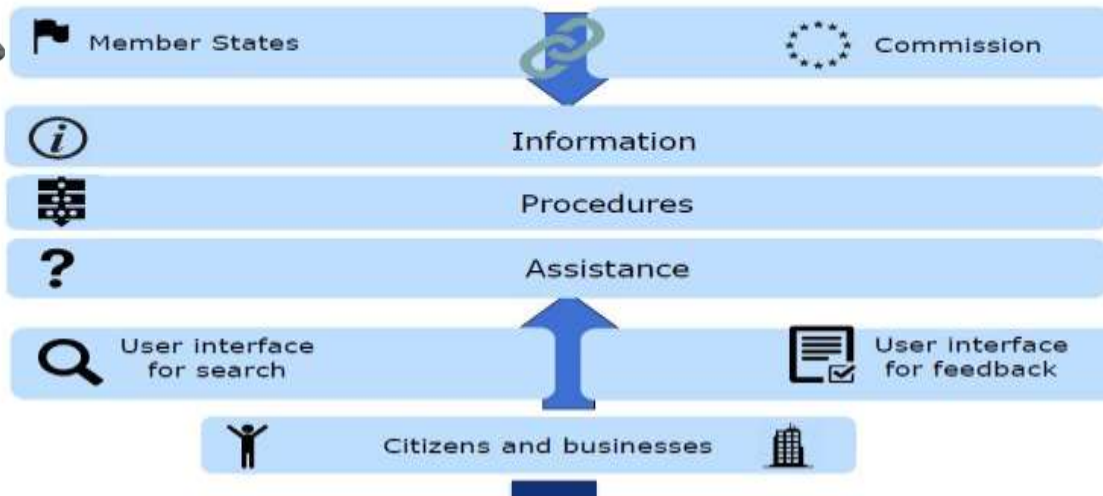 Member States
Commission
Information
Procedures
Assistance
User interface
for search
User interface
for feedback
Citizens and businesses